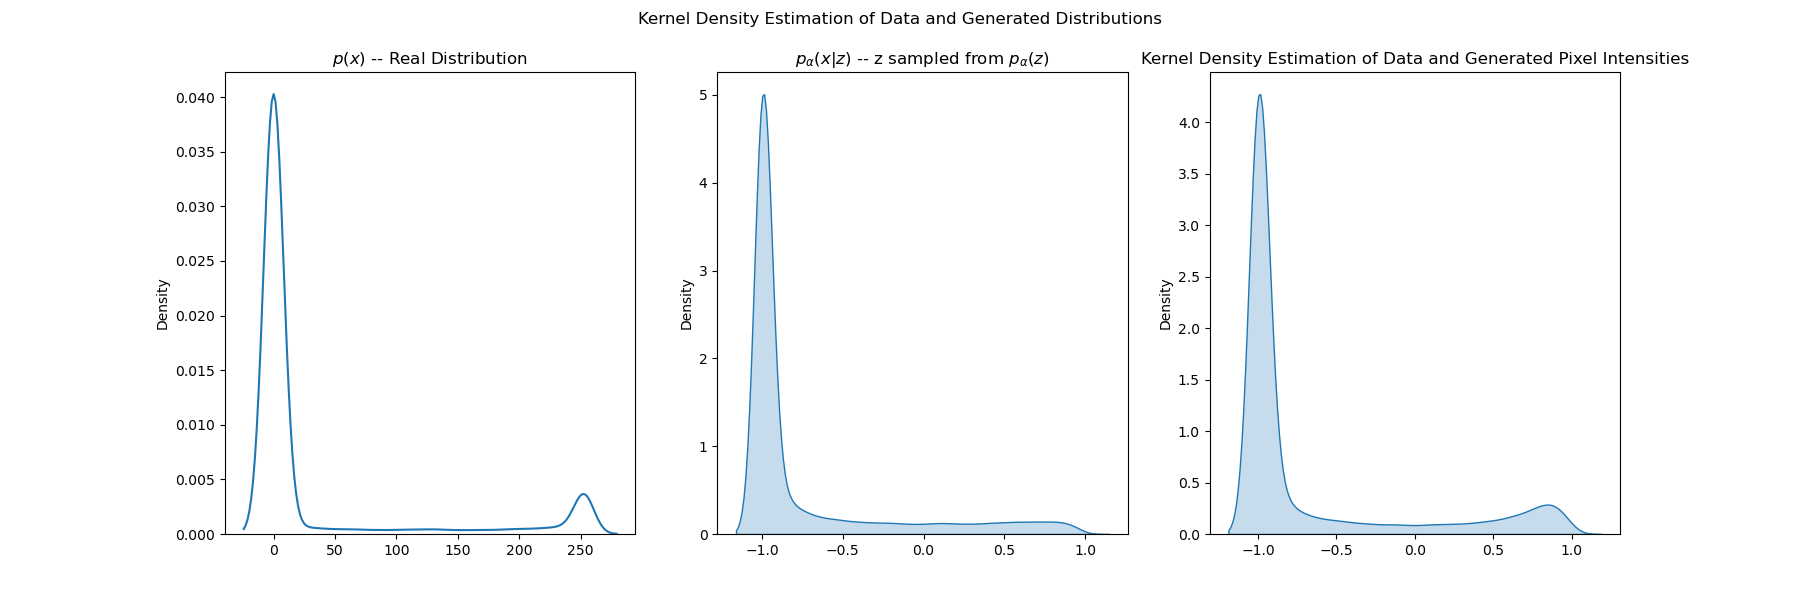 Kernel Density Estimation of Data and Generated Distributions
p(x) -- Real Distribution
pα(x|z) -- z sampled from pα(z)
Kernel Density Estimation of Data and Generated Pixel Intensities
Density
0.040
0.035
0.030
0.025
0.020
0.015
0.010
0.005
0.000
0 50 100 150 200 250
Density
5
4
3
2
1
0
−1.0 −0.5 0.0 0.5 1.0
Density
4.0
3.5
3.0
2.5
2.0
1.5
1.0
0.5
0.0
−1.0 −0.5 0.0 0.5 1.0